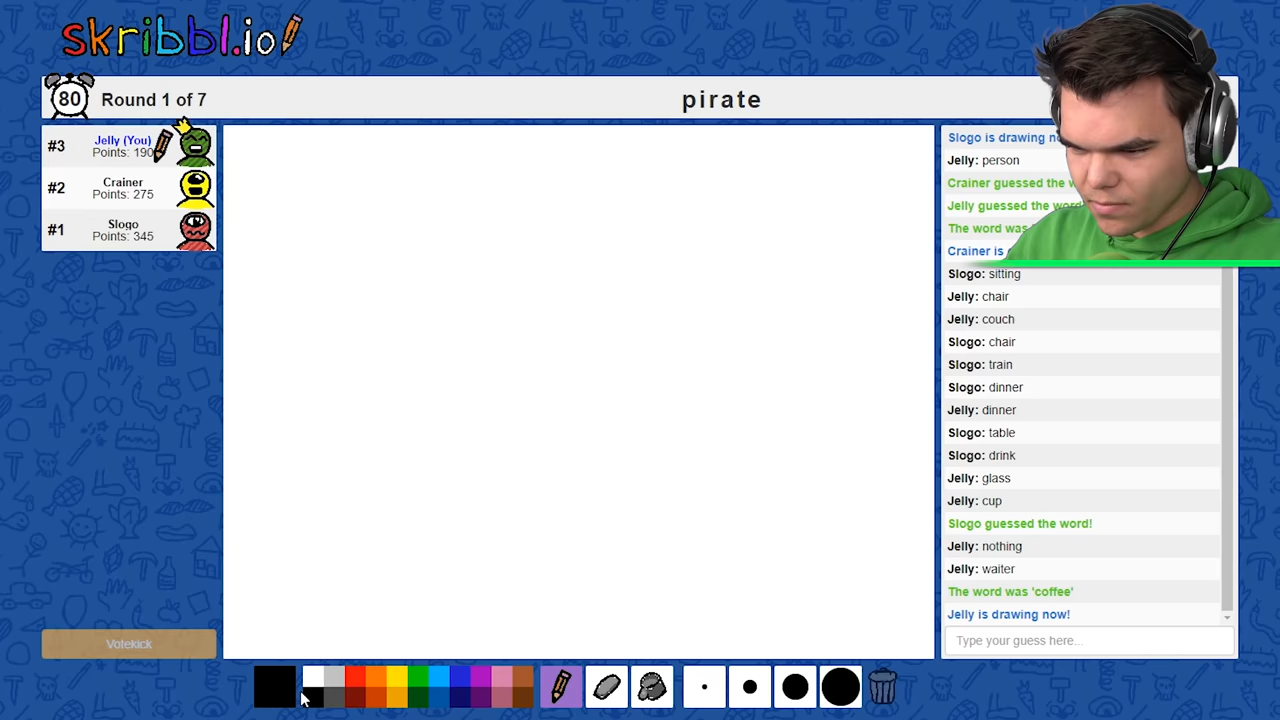 skribbl.io
80 Round 1 of 7
pirate
#3 Jelly (You)
Points: 190
#2 Crainer
Points: 275
#1 Slogo
Points: 345
Votekick
Slogo is drawing
Jelly: person
Crainer guessed the
Jelly guessed the word
The word was
Crainer is
Slogo: sitting
Jelly: chair
Jelly: couch
Slogo: chair
Slogo: train
Slogo: dinner
Jelly: dinner
Slogo: table
Slogo: drink
Jelly: glass
Jelly: cup
Slogo guessed the word!
Jelly: nothing
Jelly: waiter
The word was 'coffee'
Jelly is drawing now!
Type your guess here...